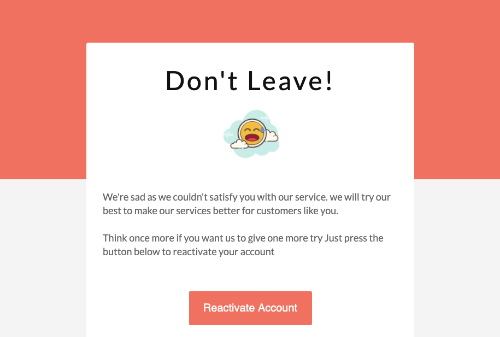 Don't Leave!
We're sad as we couldn't satisfy you with our service. we will try our
best to make our services better for customers like you.
Think once more if you want us to give one more try Just press the
button below to reactivate your account
Reactivate Account